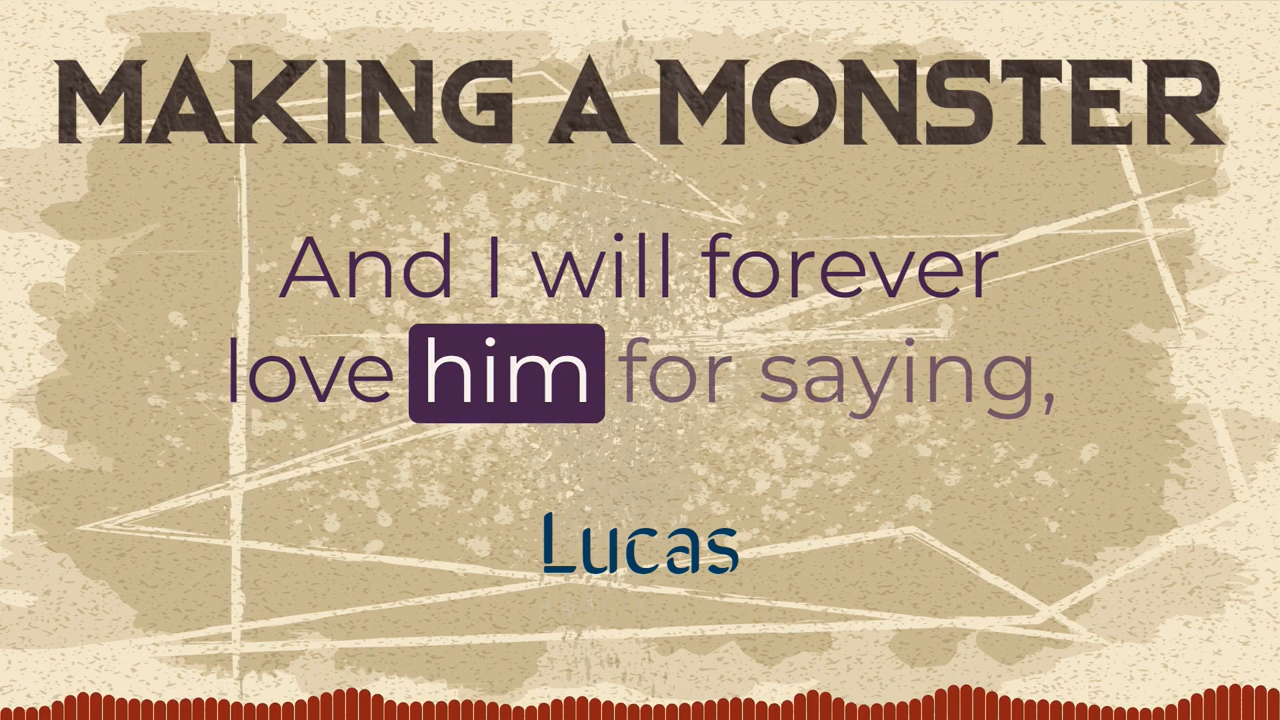 MAKING A MONSTER
And I will forever
love him for saying,
Lucas